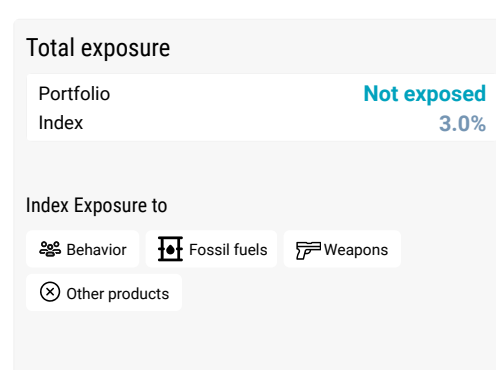 Total exposure
Portfolio Not exposed
Index 3.0%
Index Exposure to
Behavior Fossil fuels Weapons
Other products